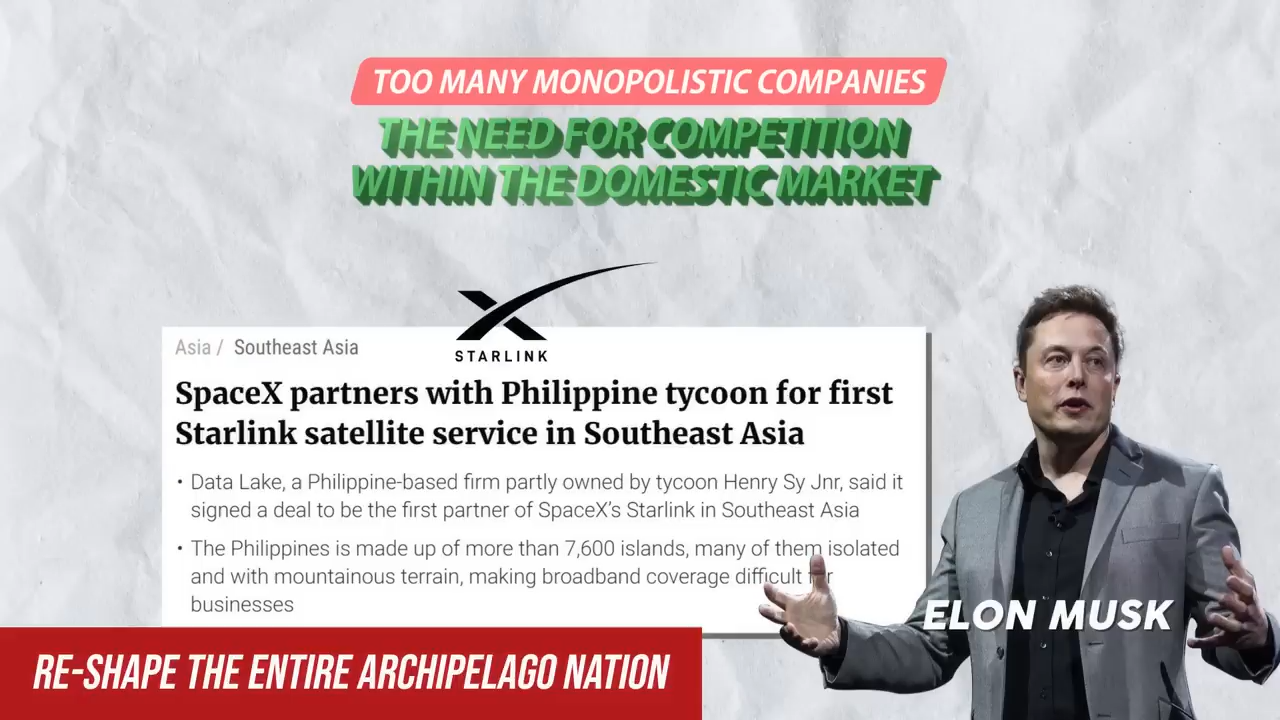 TOO MANY MONOPOLISTIC COMPANIES
THE NEED FOR COMPETITION
WITHIN THE DOMESTIC MARKET
STARLINK
Asia / Southeast Asia
SpaceX partners with Philippine tycoon for first
Starlink satellite service in Southeast Asia
• Data Lake, a Philippine-based firm partly owned by tycoon Henry Sy Jnr, said it
signed a deal to be the first partner of SpaceX's Starlink in Southeast Asia
• The Philippines is made up of more than 7,600 islands, many of them isolated
and with mountainous terrain, making broadband coverage difficult for
businesses
ELON MUSK
RE-SHAPE THE ENTIRE ARCHIPELAGO NATION